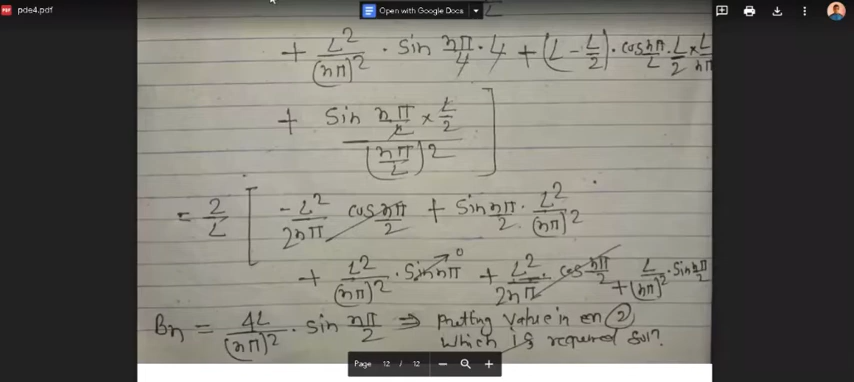 pde4.pdf
Open with Google Docs
+ L²/(nπ)² · sin nπ/4 · 4 + (L - L/2) · cos nπ/L · L/2 × L/nπ
+ sin nπ/L × L/2 / (nπ/L)² ]
= 2/L [ -L²/2nπ cos nπ/2 + sin nπ/2 · L²/(nπ)²
+ L²/(nπ)² · sin nπ → 0 + L²/2nπ · cos nπ/2 + L/(nπ)² · sin nπ/2
Bn = 4L/(nπ)² · sin nπ/2 ⇒ Putting value in en ②
which is required sol?
Page 12 / 12